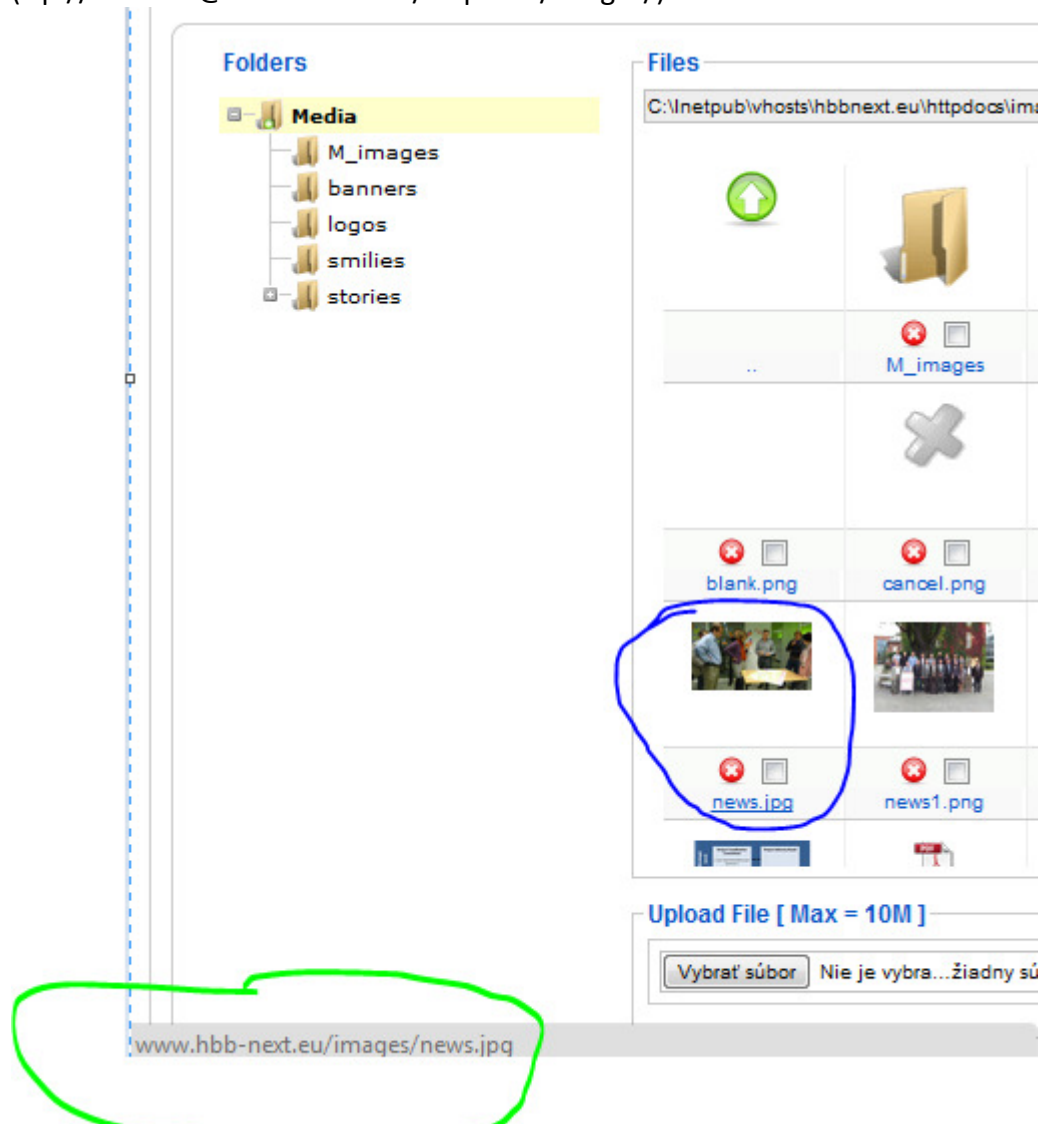 Folders
Media
M_images
banners
logos
smilies
stories
Files
C:\Inetpub\vhosts\hbbnext.eu\httpdocs\ima
..
M_images
blank.png
cancel.png
news.jpg
news1.png
PDF
Upload File [ Max = 10M ]
Vybrať súbor Nie je vybra...žiadny sú
www.hbb-next.eu/images/news.jpg